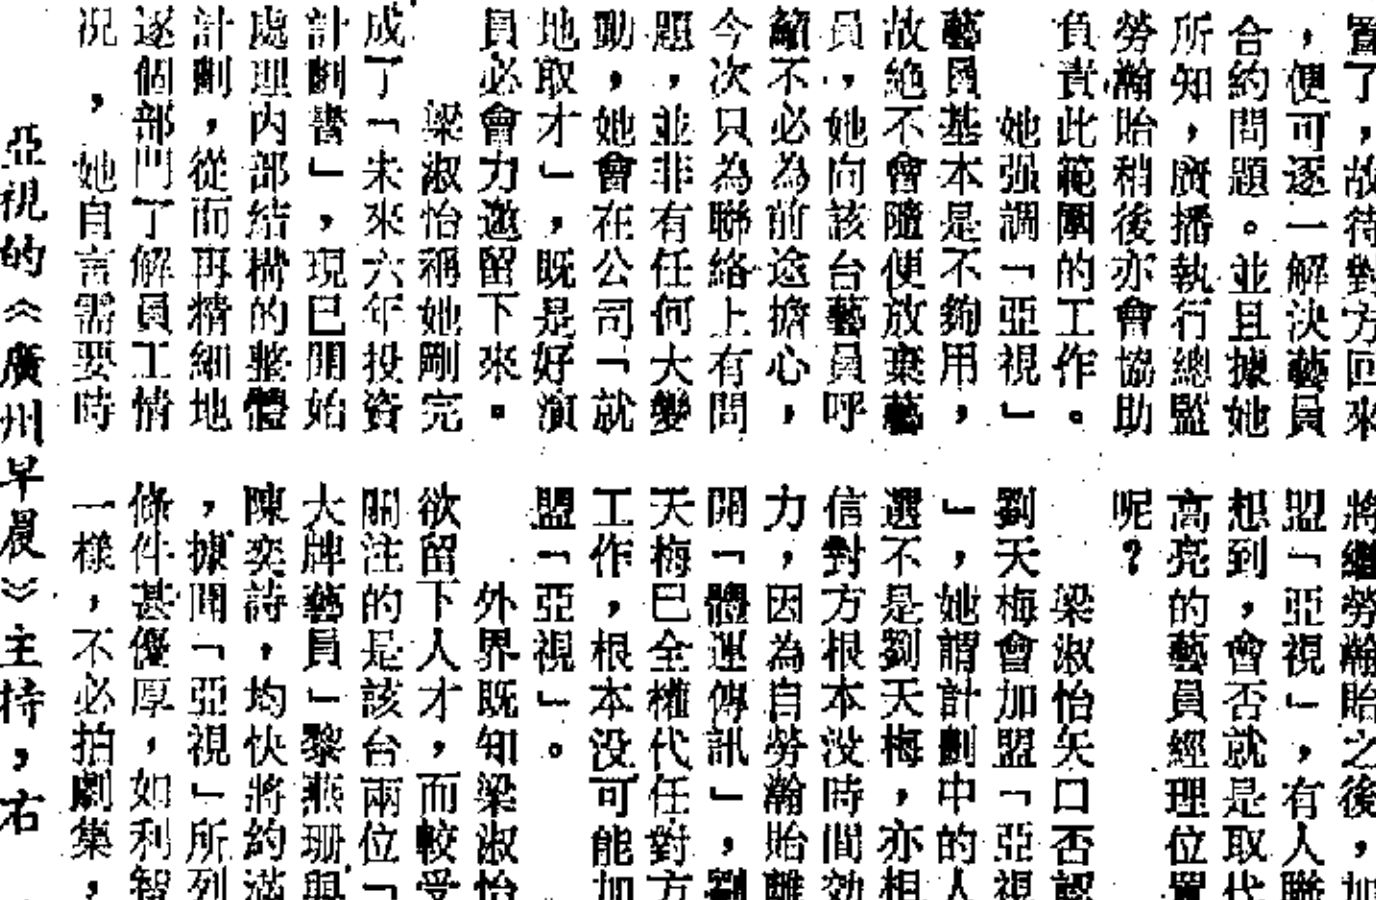 置了，故待對方回來
，便可逐一解決藝員
合約問題。並且據她
所知，廣播執行總監
勞瀚貽稍後亦會協助
負責此範圍的工作。
她强調「亞視」
藝員基本是不夠用，
故絕不會隨便放棄藝
員，她向該台藝員呼
籲不必為前途擔心，
今次只為聯絡上有問
題，並非有任何大變
動，她會在公司「就
地取才」，既是好演
員必會力邀留下來。
梁淑怡稱她剛完
成了「未來六年投資
計劃書」，現已開始
處理內部結構的整體
計劃，從而再精細地
逐個部門了解員工情
況，她自言需要時
將繼勞瀚貽之後，加
盟「亞視」，有人聯
想到，會否就是取代
高亮的藝員經理位置
呢？
梁淑怡矢口否認
劉天梅會加盟「亞視
」，她謂計劃中的人
選不是劉天梅，亦相
信對方根本没時間効
力，因為自勞瀚貽離
開「體運傳訊」，劉
天梅已全權代任對方
工作，根本没可能加
盟「亞視」。
外界既知梁淑怡
欲留下人才，而較受
關注的是該台兩位「
大牌藝員」黎燕珊與
陳奕詩，均快將約滿
，據聞「亞視」所列
條件甚優厚，如利智
一樣，不必拍劇集，
亞視的《廣州早晨》主持，右